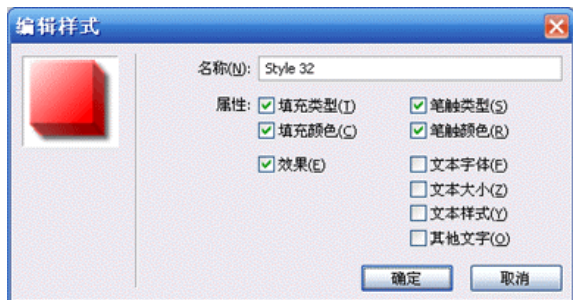 编辑样式
名称(N): Style 32
属性: 填充类型(T) 笔触类型(S)
填充颜色(C) 笔触颜色(R)
效果(E) 文本字体(F)
文本大小(Z)
文本样式(Y)
其他文字(O)
确定 取消